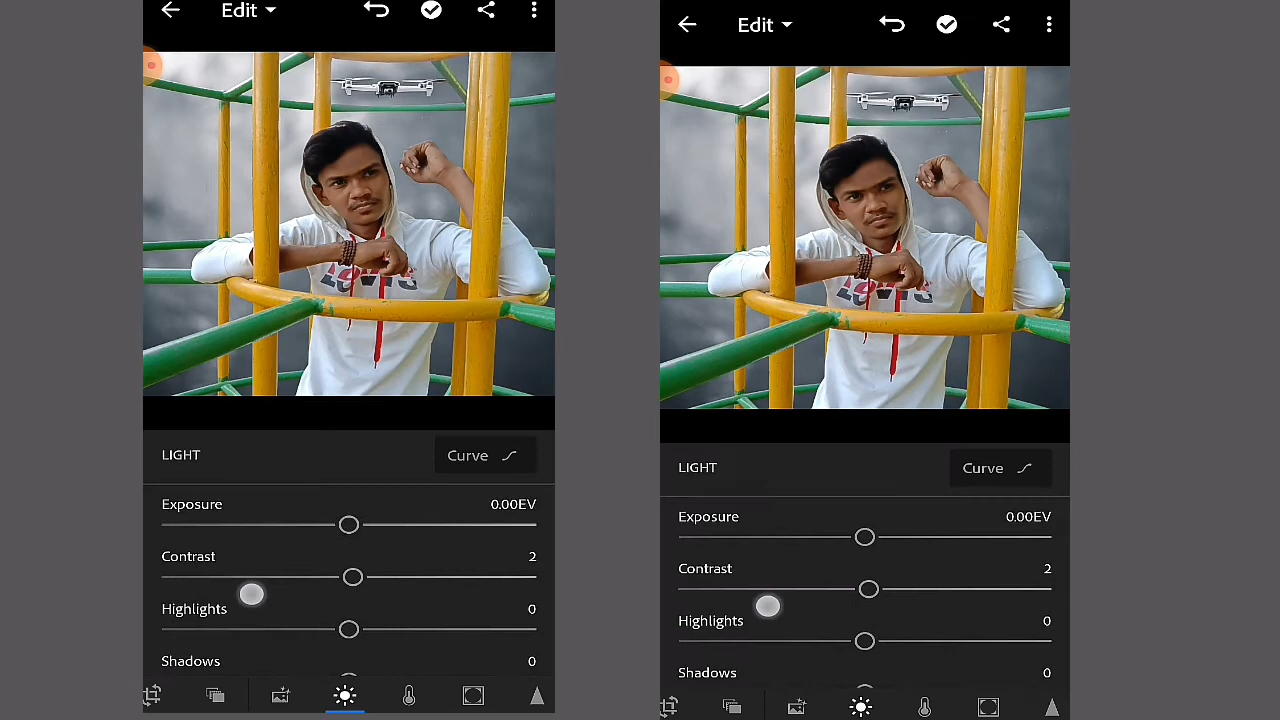 Edit
LIGHT
Curve
Exposure
0.00EV
Contrast
2
Highlights
0
Shadows
0
Edit
LIGHT
Curve
Exposure
0.00EV
Contrast
2
Highlights
0
Shadows
0